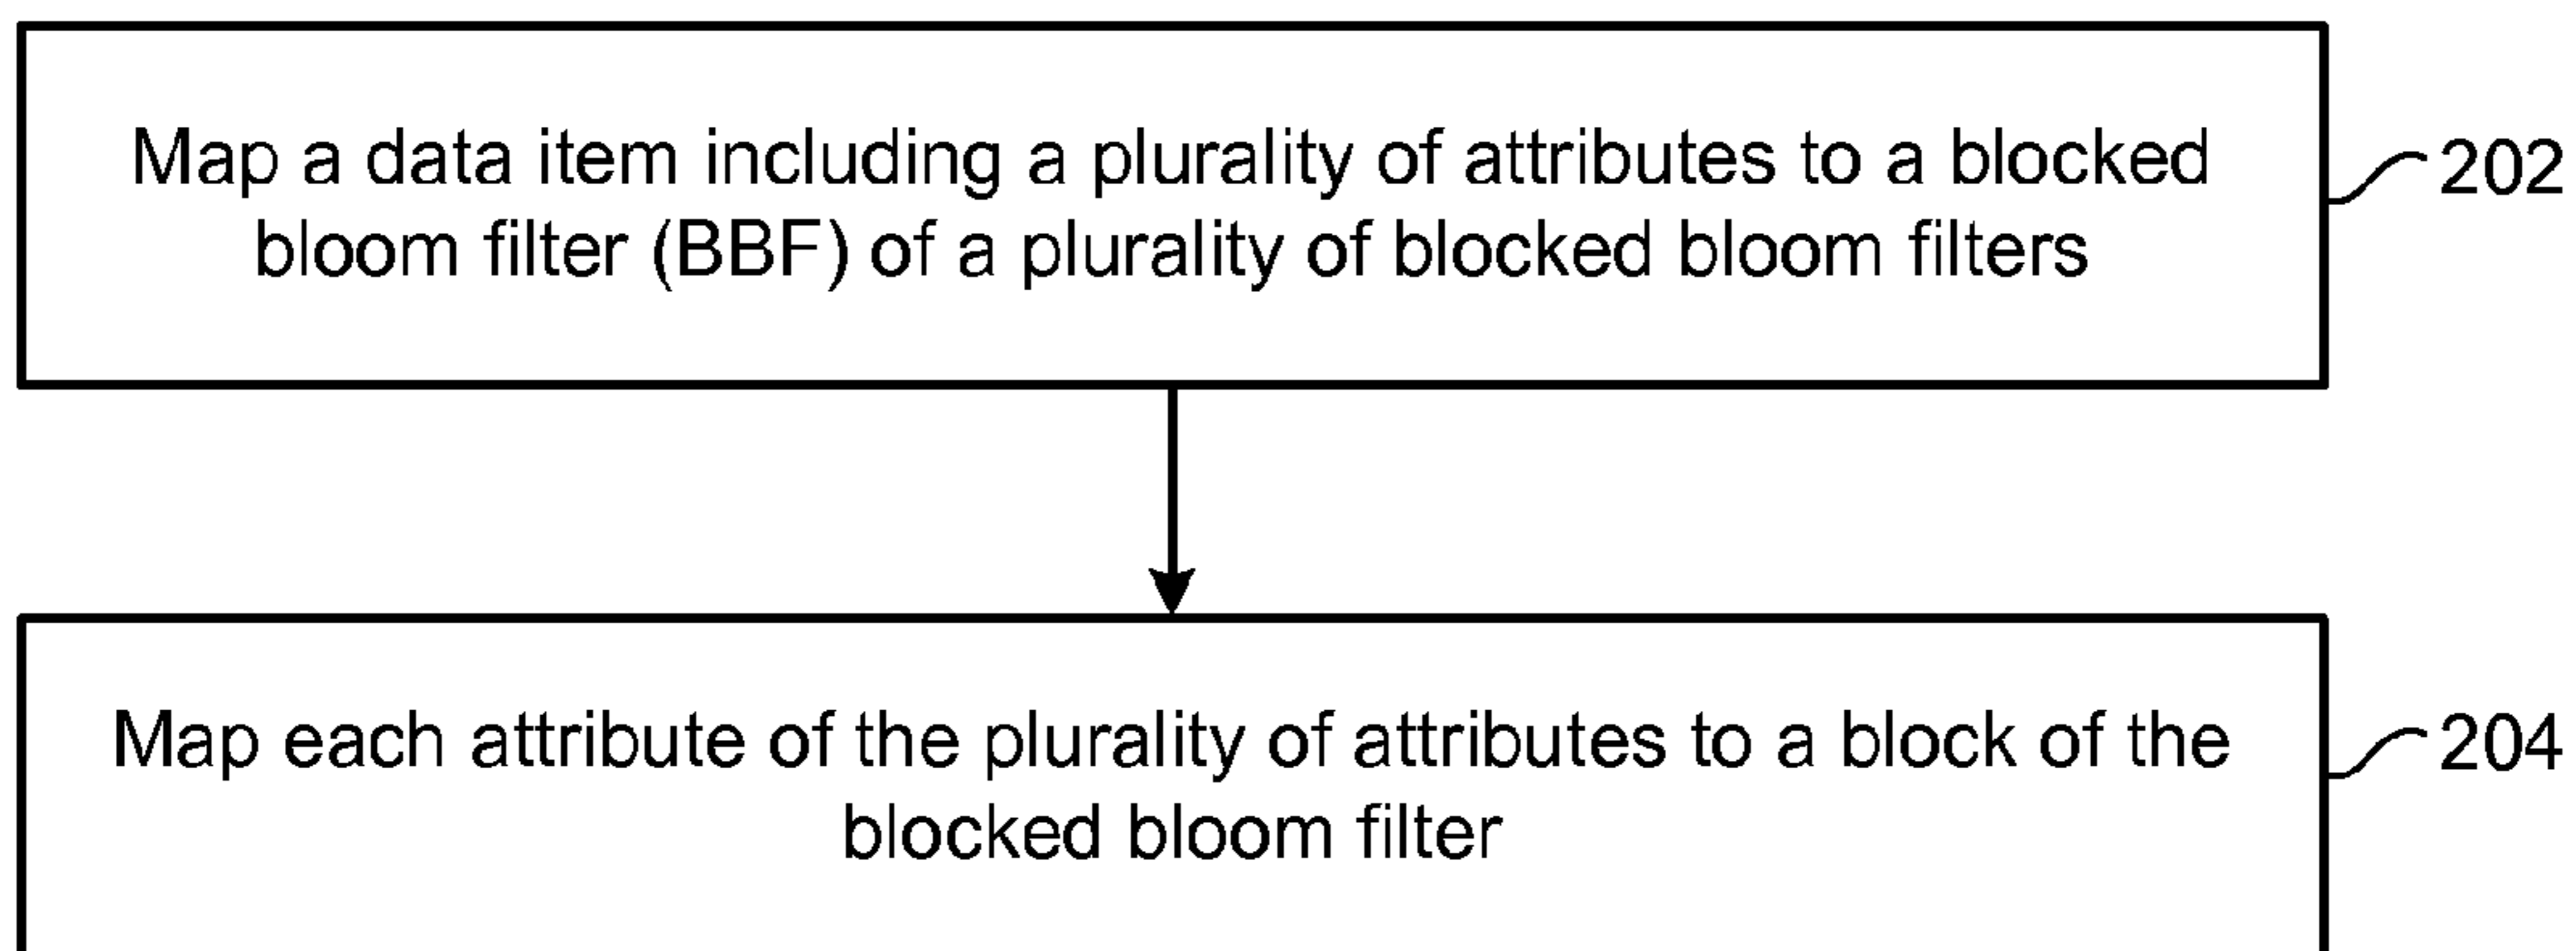 Map a data item including a plurality of attributes to a blocked
bloom filter (BBF) of a plurality of blocked bloom filters
202
Map each attribute of the plurality of attributes to a block of the
blocked bloom filter
204